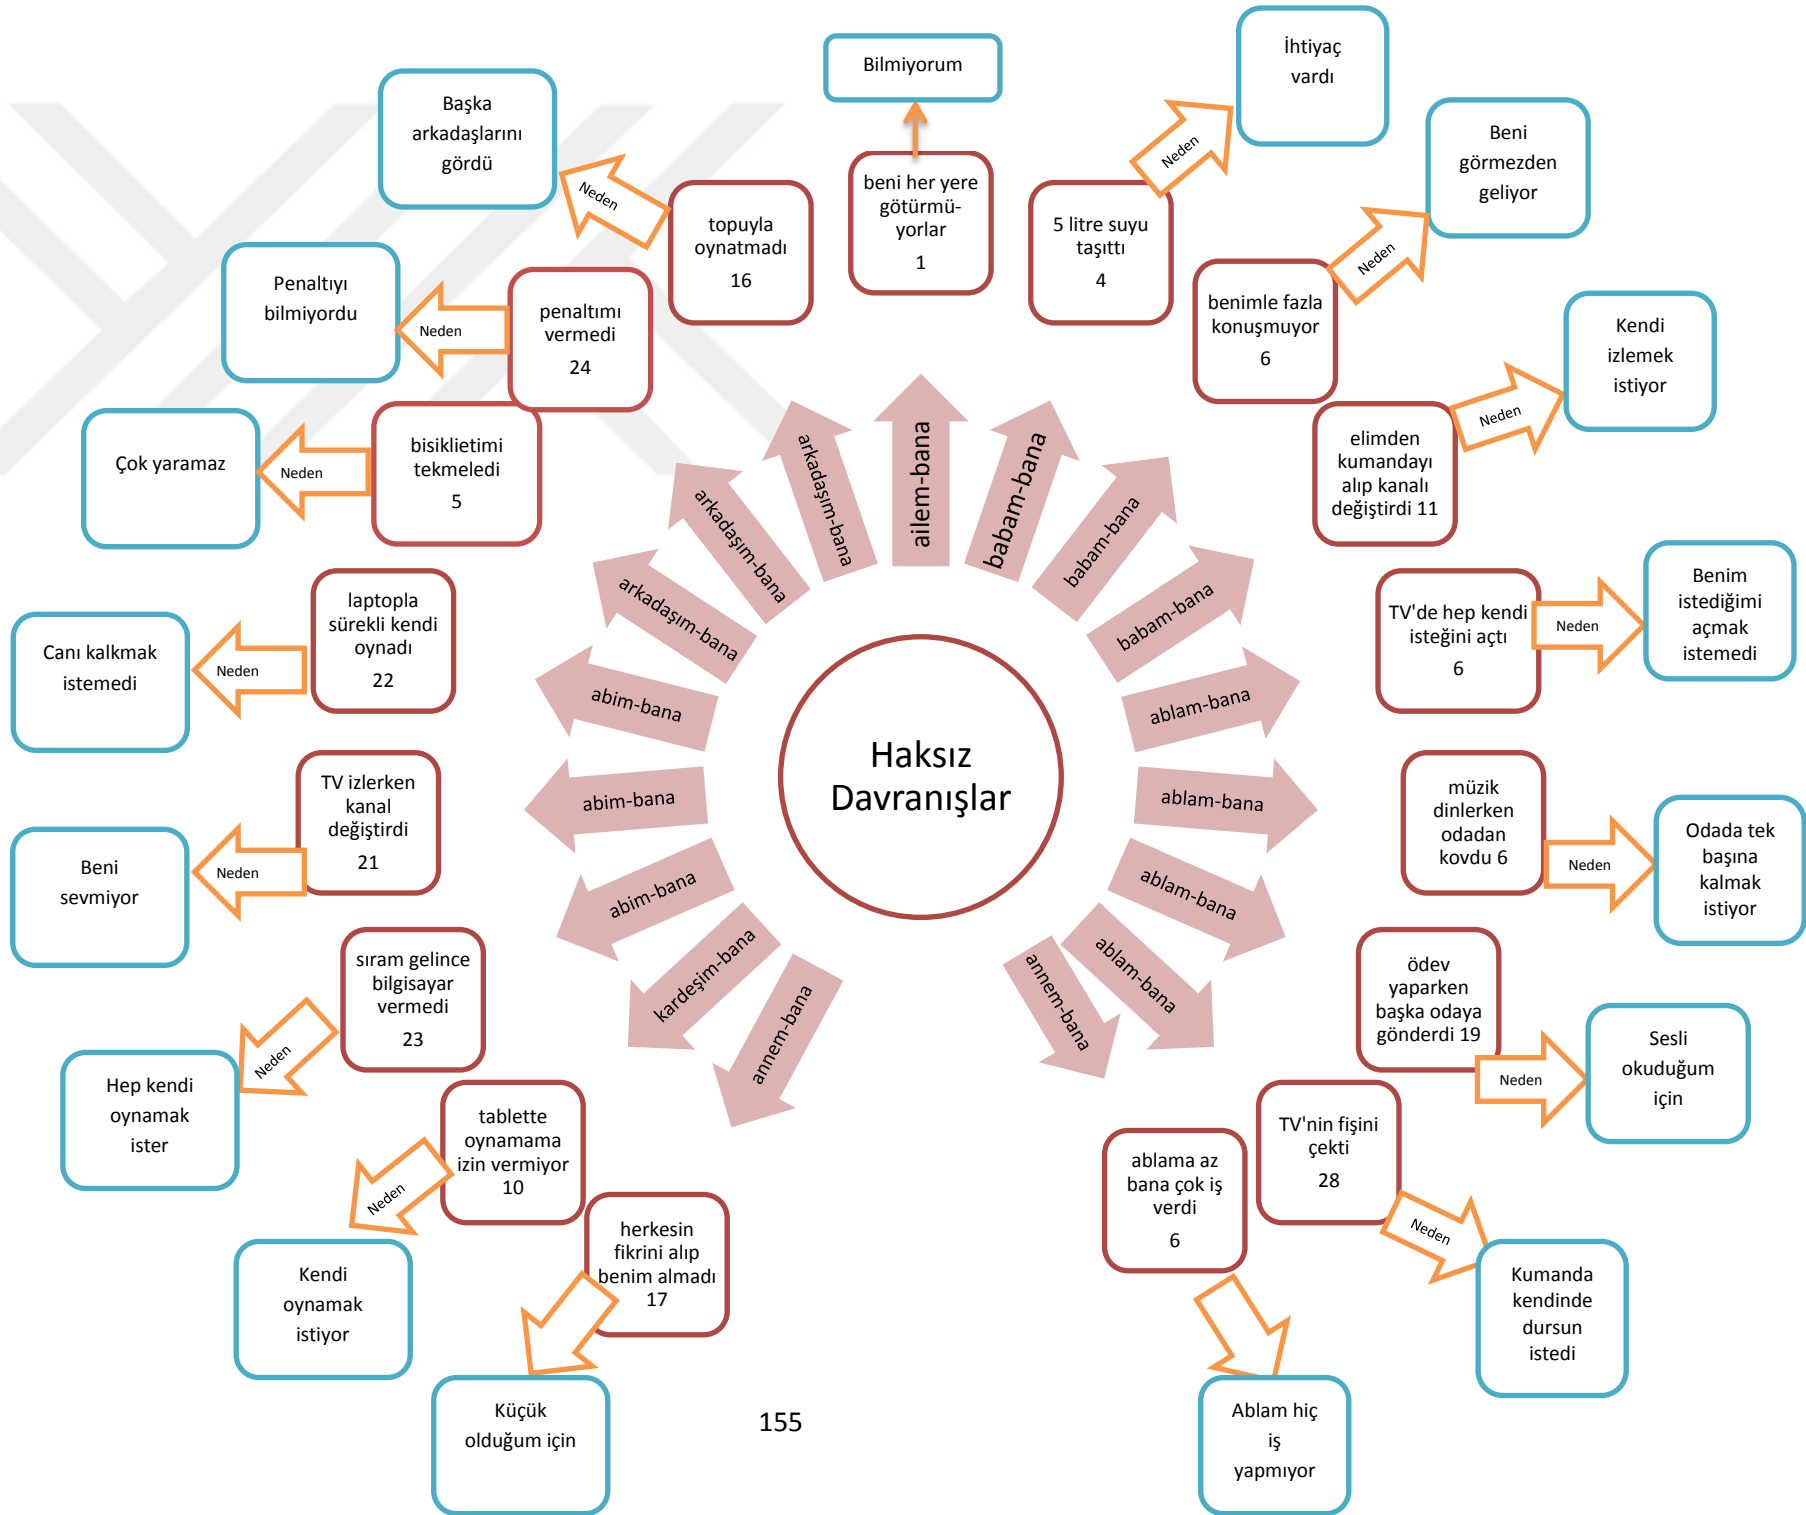 Bilmiyorum
beni her yere
götürmü-
yorlar
1
ailem-bana
İhtiyaç
vardı
Neden
5 litre suyu
taşıttı
4
babam-bana
Beni
görmezden
geliyor
Neden
benimle fazla
konuşmuyor
6
babam-bana
Kendi
izlemek
istiyor
Neden
elimden
kumandayı
alıp kanalı
değiştirdi 11
babam-bana
Benim
istediğimi
açmak
istemedi
Neden
TV'de hep kendi
isteğini açtı
6
ablam-bana
Odada tek
başına
kalmak
istiyor
Neden
müzik
dinlerken
odadan
kovdu 6
ablam-bana
Sesli
okuduğum
için
Neden
ödev
yaparken
başka odaya
gönderdi 19
ablam-bana
Kumanda
kendinde
dursun
istedi
Neden
TV'nin fişini
çekti
28
ablam-bana
Ablam hiç
iş
yapmıyor
ablama az
bana çok iş
verdi
6
annem-bana
Haksız
Davranışlar
annem-bana
herkesin
fikrini alıp
benim almadı
17
Küçük
olduğum için
kardeşim-bana
tablette
oynamama
izin vermiyor
10
Neden
Kendi
oynamak
istiyor
abim-bana
sıram gelince
bilgisayar
vermedi
23
Neden
Hep kendi
oynamak
ister
abim-bana
TV izlerken
kanal
değiştirdi
21
Neden
Beni
sevmiyor
abim-bana
laptopla
sürekli kendi
oynadı
22
Neden
Canı kalkmak
istemedi
arkadaşım-bana
bisiklietimi
tekmeledi
5
Neden
Çok yaramaz
arkadaşım-bana
penaltımı
vermedi
24
Neden
Penaltıyı
bilmiyordu
arkadaşım-bana
topuyla
oynatmadı
16
Neden
Başka
arkadaşlarını
gördü
155